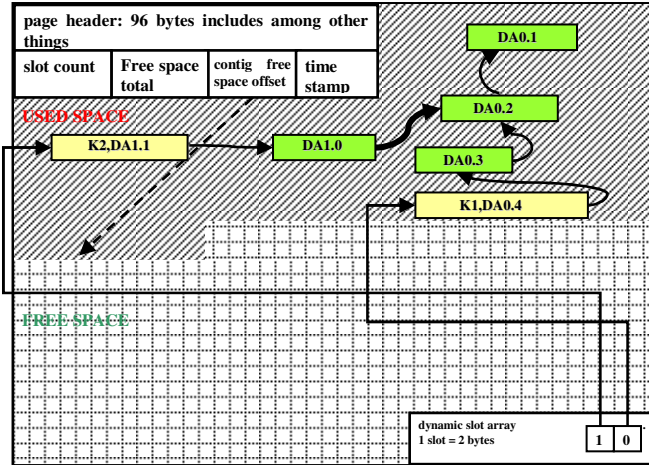 page header: 96 bytes includes among other
things
slot count
Free space
total
contig free
space offset
time
stamp
DA0.1
DA0.2
USED SPACE
K2,DA1.1
DA1.0
DA0.3
K1,DA0.4
FREE SPACE
dynamic slot array
1 slot = 2 bytes
1 0